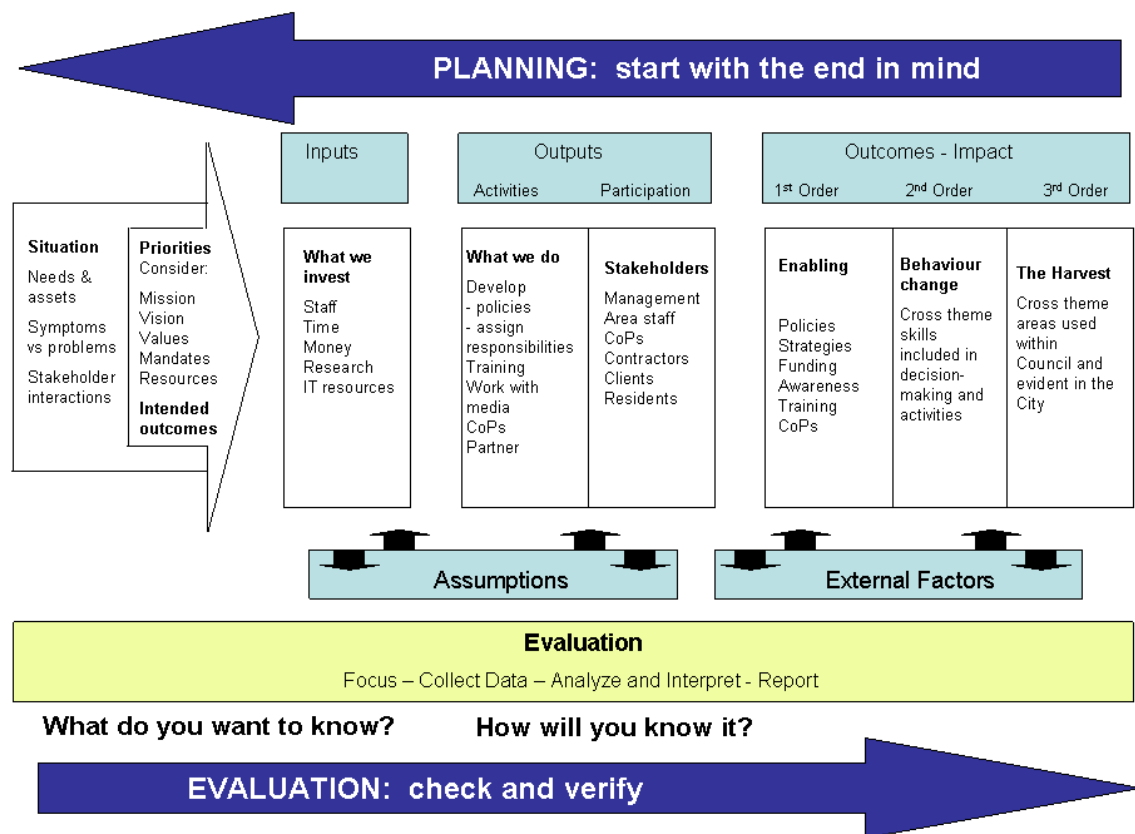 PLANNING: start with the end in mind
Inputs
Outputs
Activities Participation
Outcomes - Impact
1st Order 2nd Order 3rd Order
Situation
Needs &
assets
Symptoms
vs problems
Stakeholder
interactions
Priorities
Consider:
Mission
Vision
Values
Mandates
Resources
Intended
outcomes
What we
invest
Staff
Time
Money
Research
IT resources
What we do
Develop
- policies
- assign
responsibilities
Training
Work with
media
CoPs
Partner
Stakeholders
Management
Area staff
CoPs
Contractors
Clients
Residents
Enabling
Policies
Strategies
Funding
Awareness
Training
CoPs
Behaviour
change
Cross theme
skills
included in
decision-
making and
activities
The Harvest
Cross theme
areas used
within
Council and
evident in the
City
Assumptions
External Factors
Evaluation
Focus – Collect Data – Analyze and Interpret - Report
What do you want to know? How will you know it?
EVALUATION: check and verify